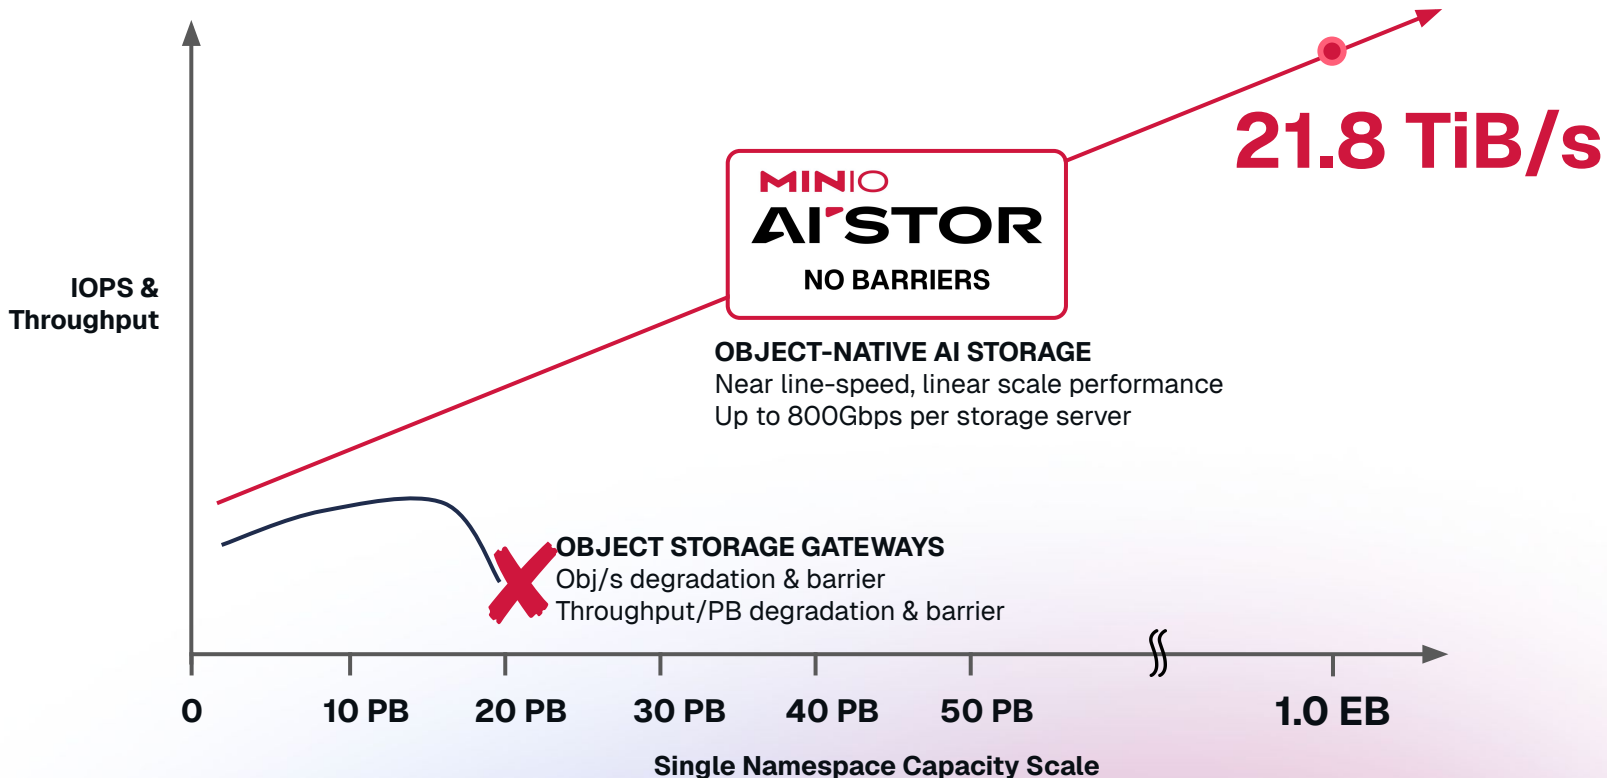 21.8 TiB/s
MINIO
AISTOR
NO BARRIERS
IOPS &
Throughput
OBJECT-NATIVE AI STORAGE
Near line-speed, linear scale performance
Up to 800Gbps per storage server
OBJECT STORAGE GATEWAYS
Obj/s degradation & barrier
Throughput/PB degradation & barrier
0 10 PB 20 PB 30 PB 40 PB 50 PB 1.0 EB
Single Namespace Capacity Scale